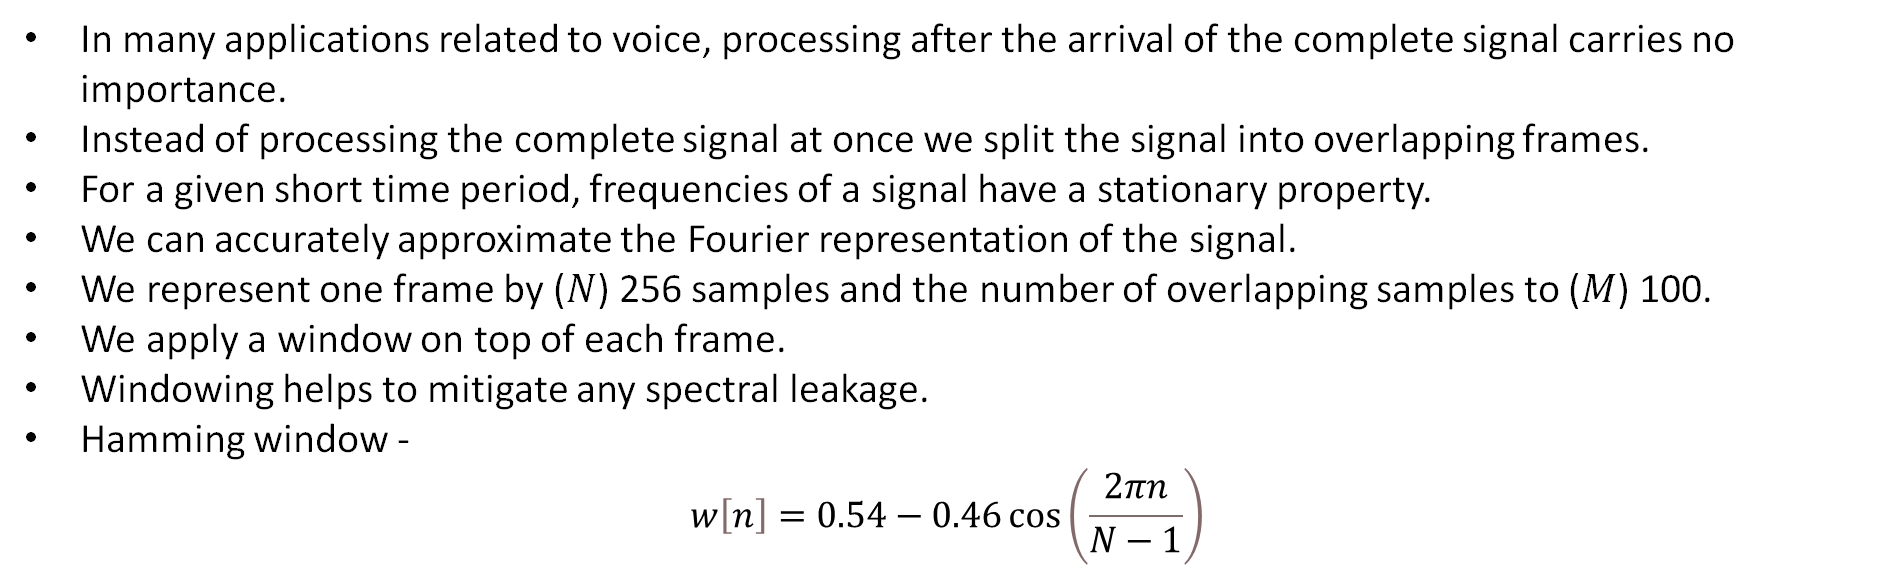 • In many applications related to voice, processing after the arrival of the complete signal carries no
importance.
• Instead of processing the complete signal at once we split the signal into overlapping frames.
• For a given short time period, frequencies of a signal have a stationary property.
• We can accurately approximate the Fourier representation of the signal.
• We represent one frame by (N) 256 samples and the number of overlapping samples to (M) 100.
• We apply a window on top of each frame.
• Windowing helps to mitigate any spectral leakage.
• Hamming window -
w[n] = 0.54 − 0.46 cos(2πn / (N − 1))